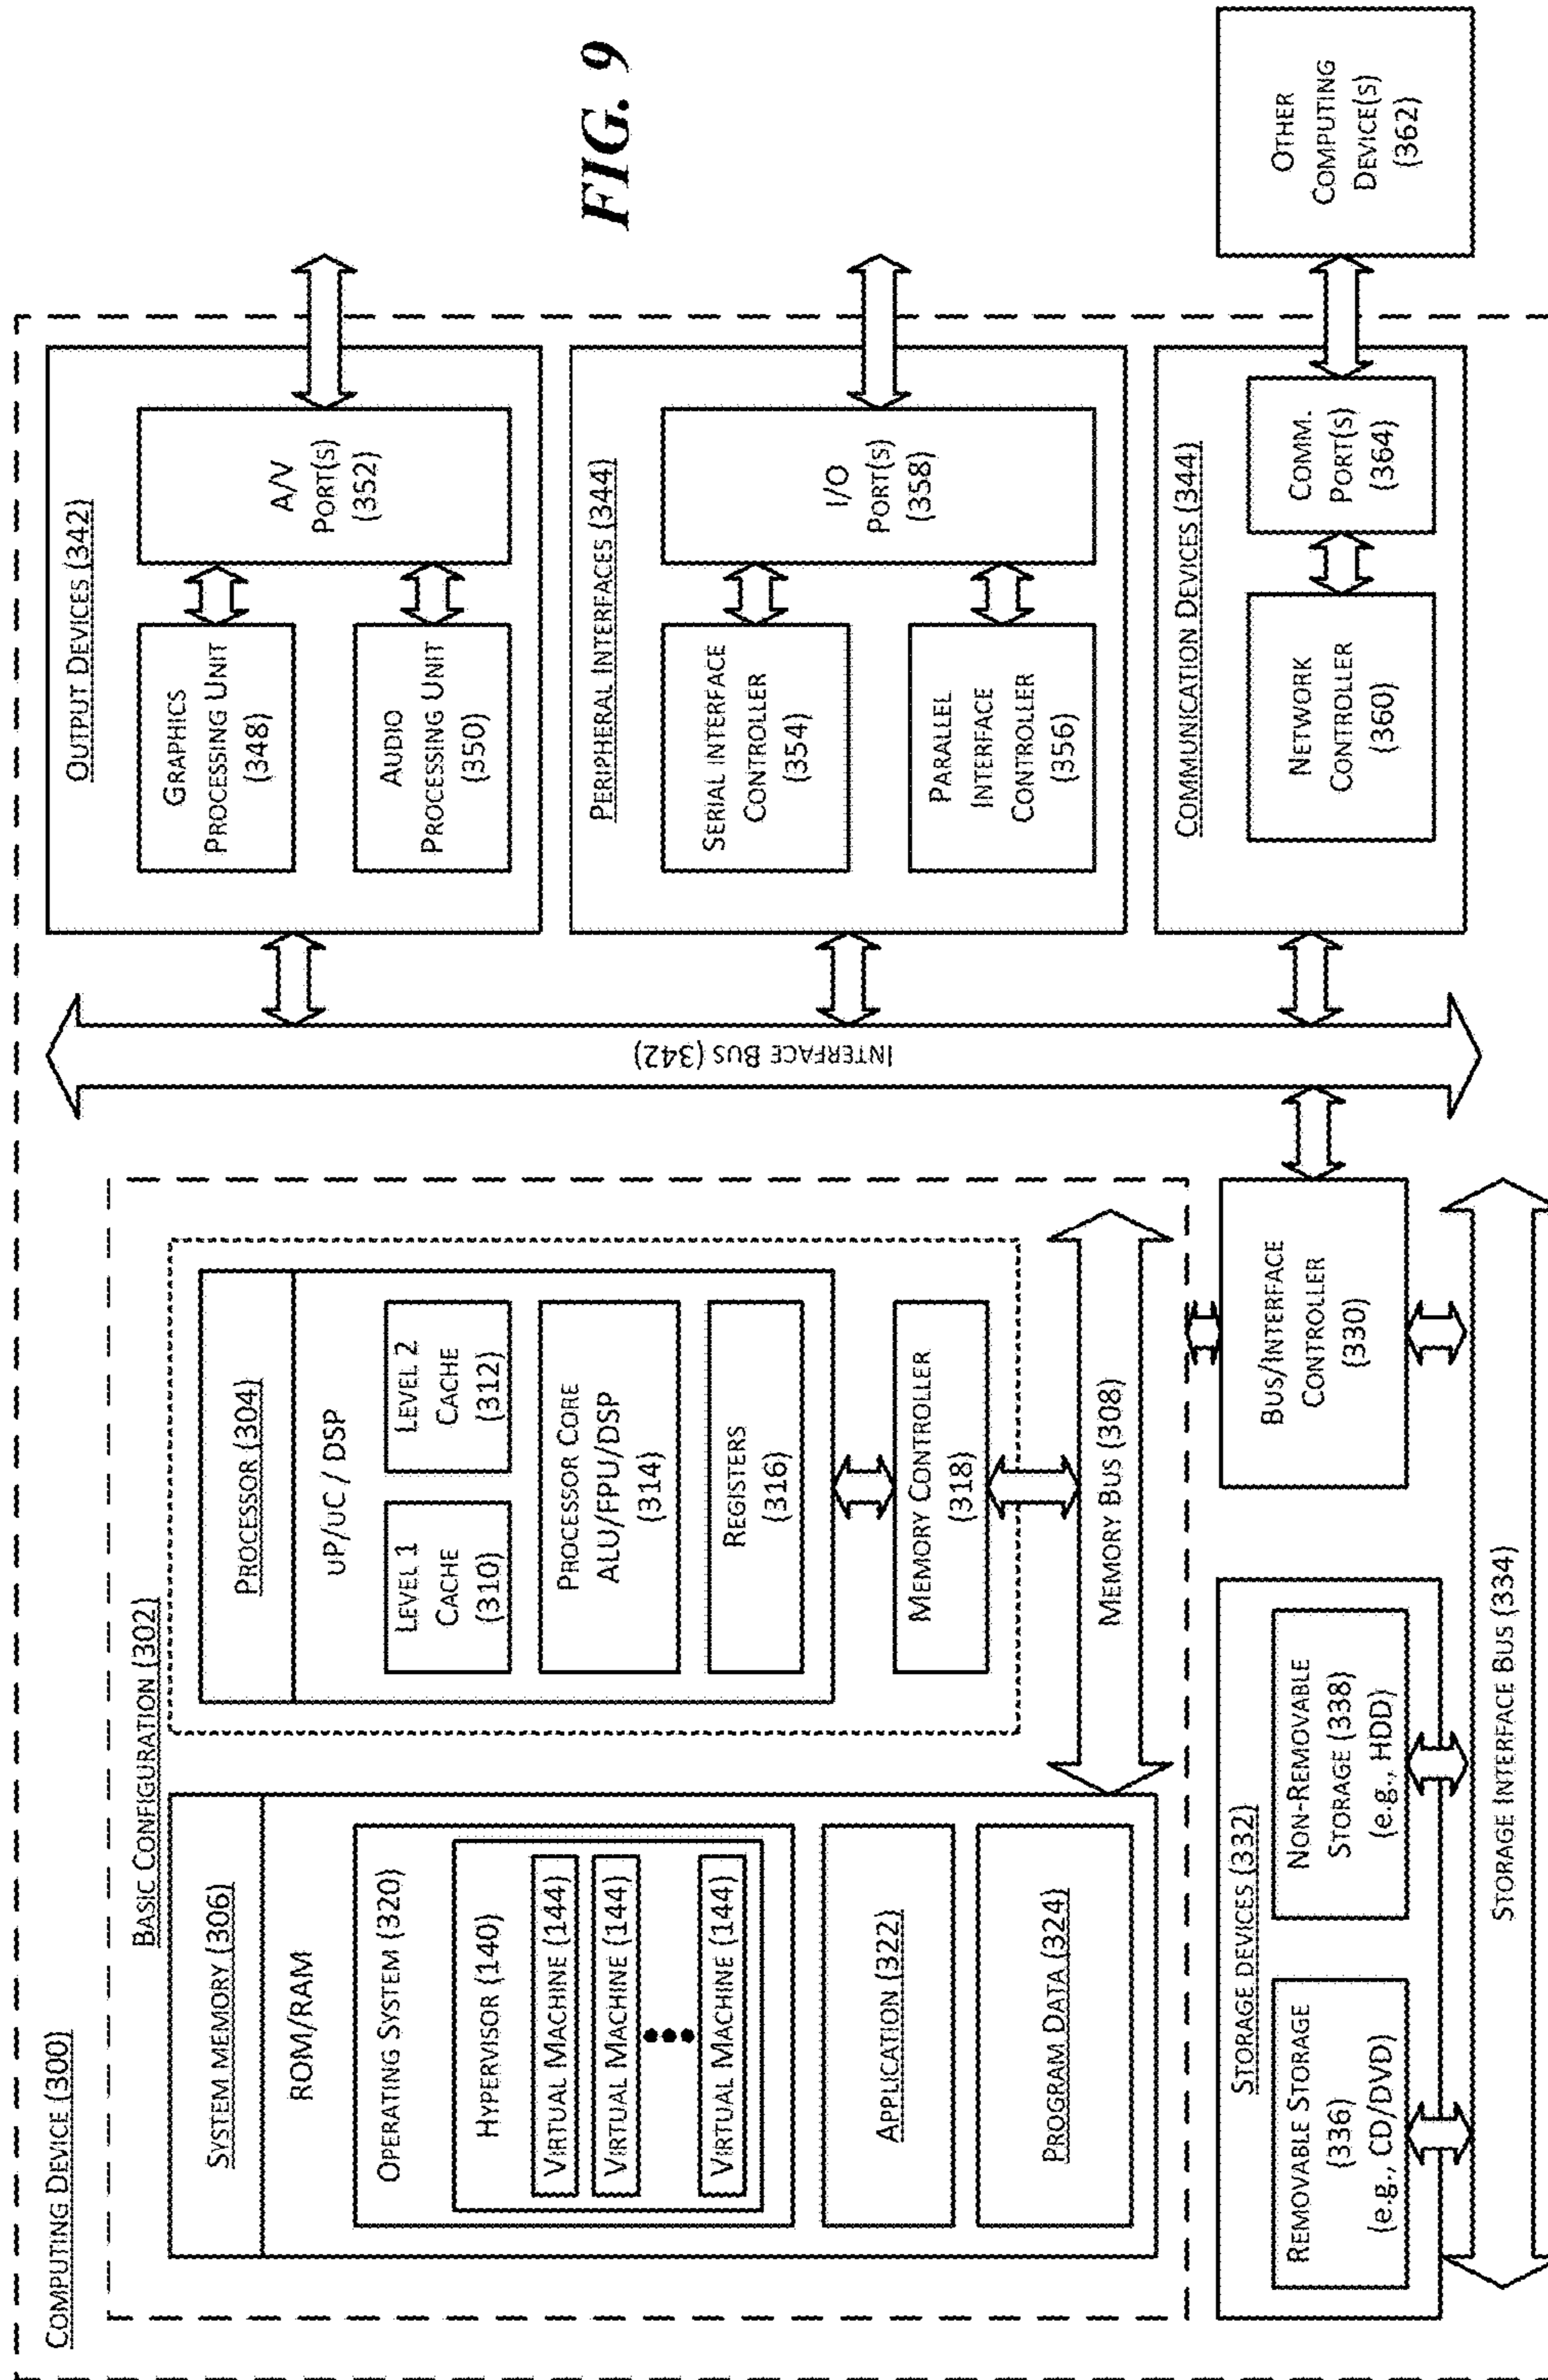 COMPUTING DEVICE (300)
BASIC CONFIGURATION (302)
SYSTEM MEMORY (306)
ROM/RAM
OPERATING SYSTEM (320)
HYPERVISOR (140)
VIRTUAL MACHINE (144)
VIRTUAL MACHINE (144)
VIRTUAL MACHINE (144)
APPLICATION (322)
PROGRAM DATA (324)
PROCESSOR (304)
uP/uC / DSP
LEVEL 1
CACHE
(310)
LEVEL 2
CACHE
(312)
PROCESSOR CORE
ALU/FPU/DSP
(314)
REGISTERS
(316)
MEMORY CONTROLLER
(318)
MEMORY BUS (308)
BUS/INTERFACE
CONTROLLER
(330)
STORAGE DEVICES (332)
REMOVABLE STORAGE
(336)
(e.g., CD/DVD)
NON-REMOVABLE
STORAGE (338)
(e.g., HDD)
STORAGE INTERFACE BUS (334)
INTERFACE BUS (342)
OUTPUT DEVICES (342)
GRAPHICS
PROCESSING UNIT
(348)
AUDIO
PROCESSING UNIT
(350)
A/V
PORT(S)
(352)
PERIPHERAL INTERFACES (344)
SERIAL INTERFACE
CONTROLLER
(354)
PARALLEL
INTERFACE
CONTROLLER
(356)
I/O
PORT(S)
(358)
COMMUNICATION DEVICES (344)
NETWORK
CONTROLLER
(360)
COMM.
PORT(S)
(364)
OTHER
COMPUTING
DEVICE(S)
(362)
FIG. 9